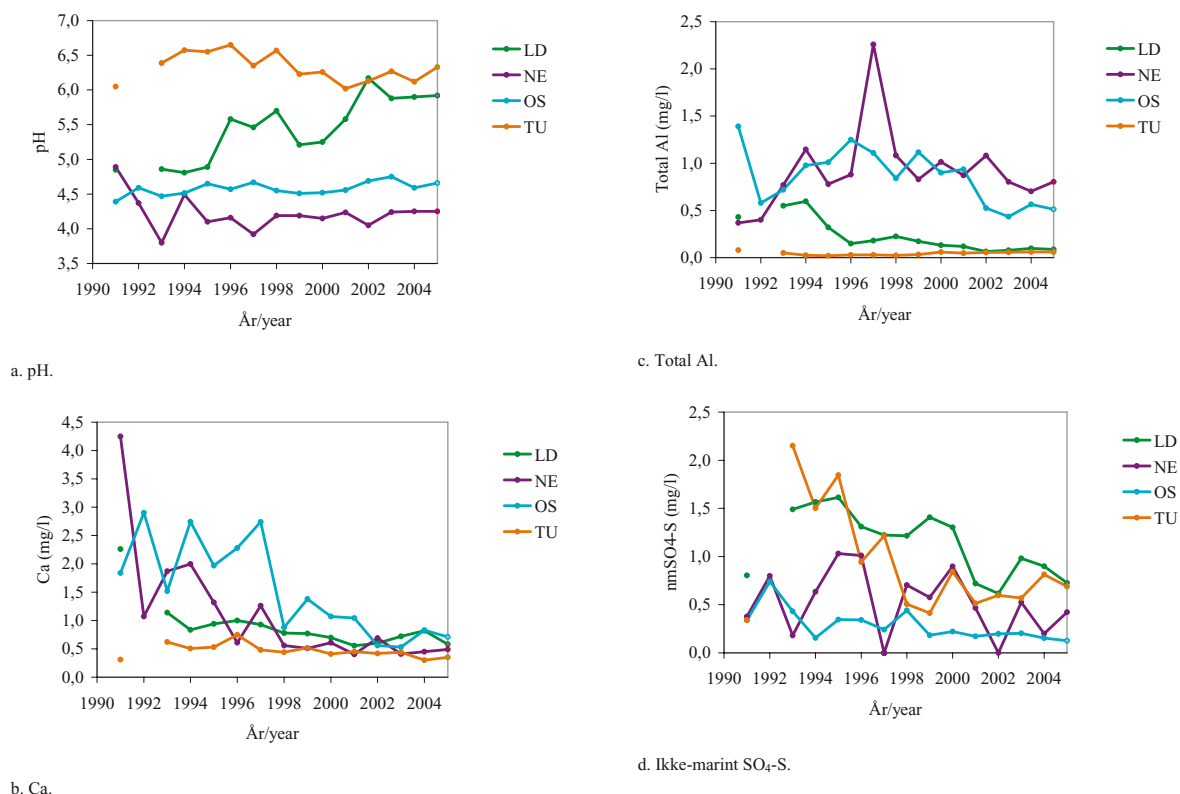 7,0
6,5
6,0
5,5
5,0
4,5
4,0
3,5
pH
1990 1992 1994 1996 1998 2000 2002 2004
År/year
LD
NE
OS
TU
a. pH.
2,5
2,0
1,5
1,0
0,5
0,0
Total Al (mg/l)
1990 1992 1994 1996 1998 2000 2002 2004
År/year
LD
NE
OS
TU
c. Total Al.
4,5
4,0
3,5
3,0
2,5
2,0
1,5
1,0
0,5
0,0
Ca (mg/l)
1990 1992 1994 1996 1998 2000 2002 2004
År/year
LD
NE
OS
TU
b. Ca.
2,5
2,0
1,5
1,0
0,5
0,0
nmSO4-S (mg/l)
1990 1992 1994 1996 1998 2000 2002 2004
År/year
LD
NE
OS
TU
d. Ikke-marint SO₄-S.